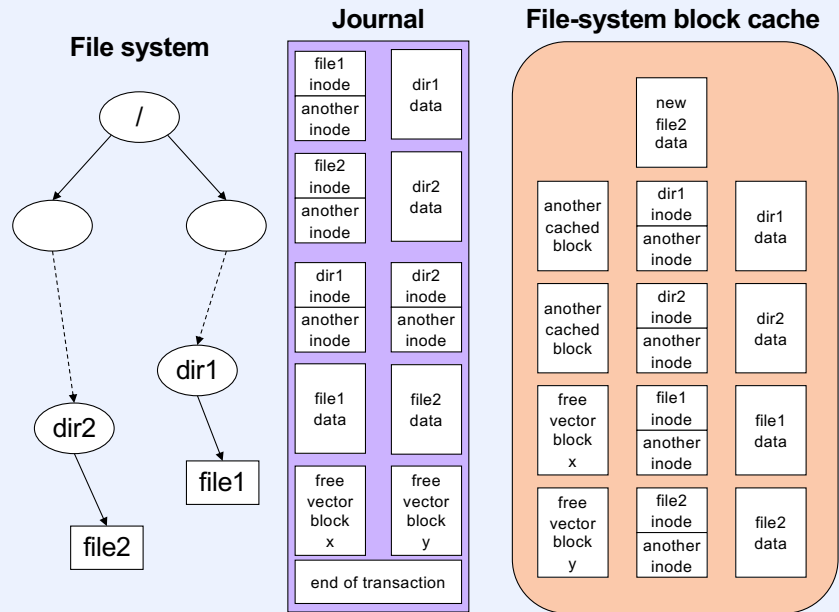 File system
/
dir1
dir2
file1
file2
Journal
file1
inode
another
inode
dir1
data
file2
inode
another
inode
dir2
data
dir1
inode
another
inode
dir2
inode
another
inode
file1
data
file2
data
free
vector
block
x
free
vector
block
y
end of transaction
File-system block cache
new
file2
data
another
cached
block
dir1
inode
another
inode
dir1
data
another
cached
block
dir2
inode
another
inode
dir2
data
free
vector
block
x
file1
inode
another
inode
file1
data
free
vector
block
y
file2
inode
another
inode
file2
data